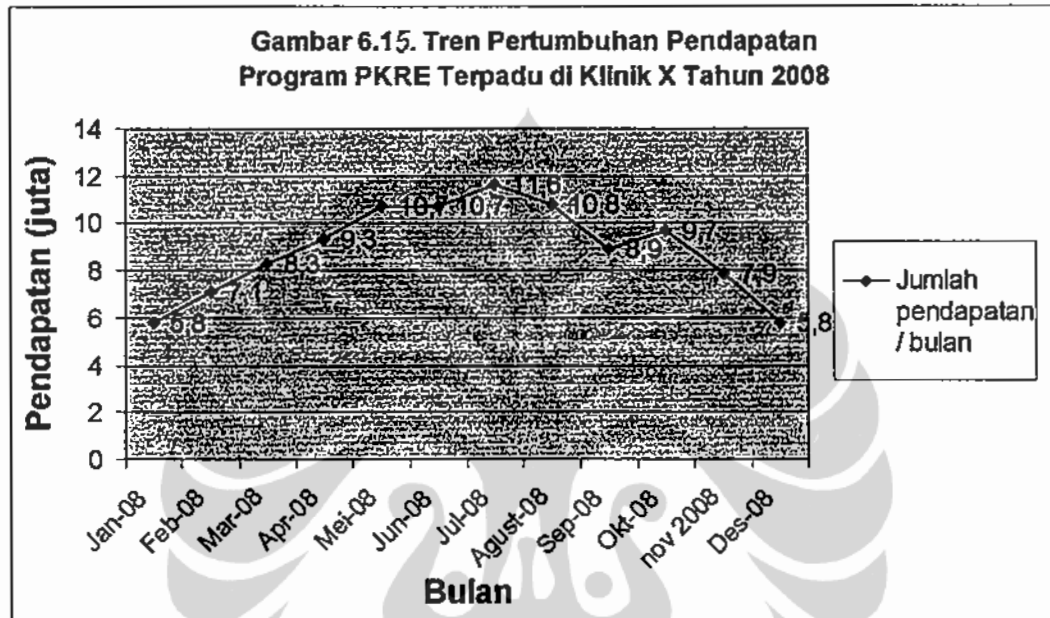 Gambar 6.15. Tren Pertumbuhan Pendapatan
Program PKRE Terpadu di Klinik X Tahun 2008
Pendapatan (juta)
14
12
10
8
6
4
2
0
5,8
7,1
8,3
9,3
10,7
10,7
11,6
10,8
8,9
9,7
7,9
5,8
Jan-08
Feb-08
Mar-08
Apr-08
Mei-08
Jun-08
Jul-08
Agust-08
Sep-08
Okt-08
nov 2008
Des-08
Bulan
Jumlah
pendapatan
/ bulan